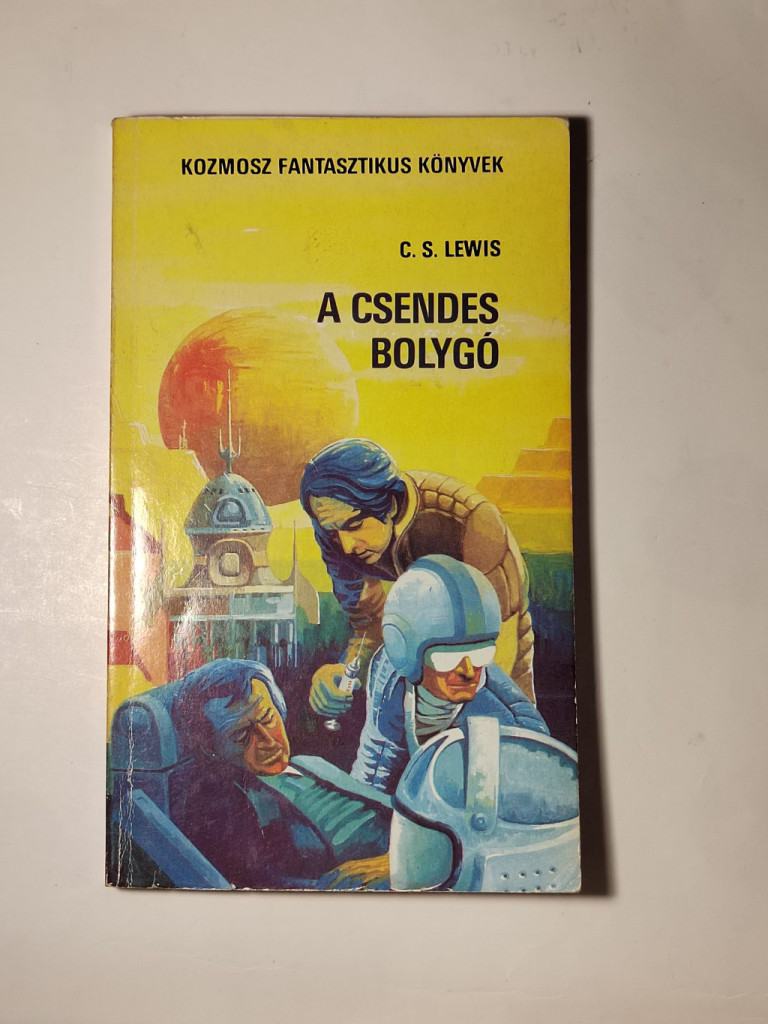 KOZMOSZ FANTASZTIKUS KÖNYVEK
C. S. LEWIS
A CSENDES
BOLYGÓ